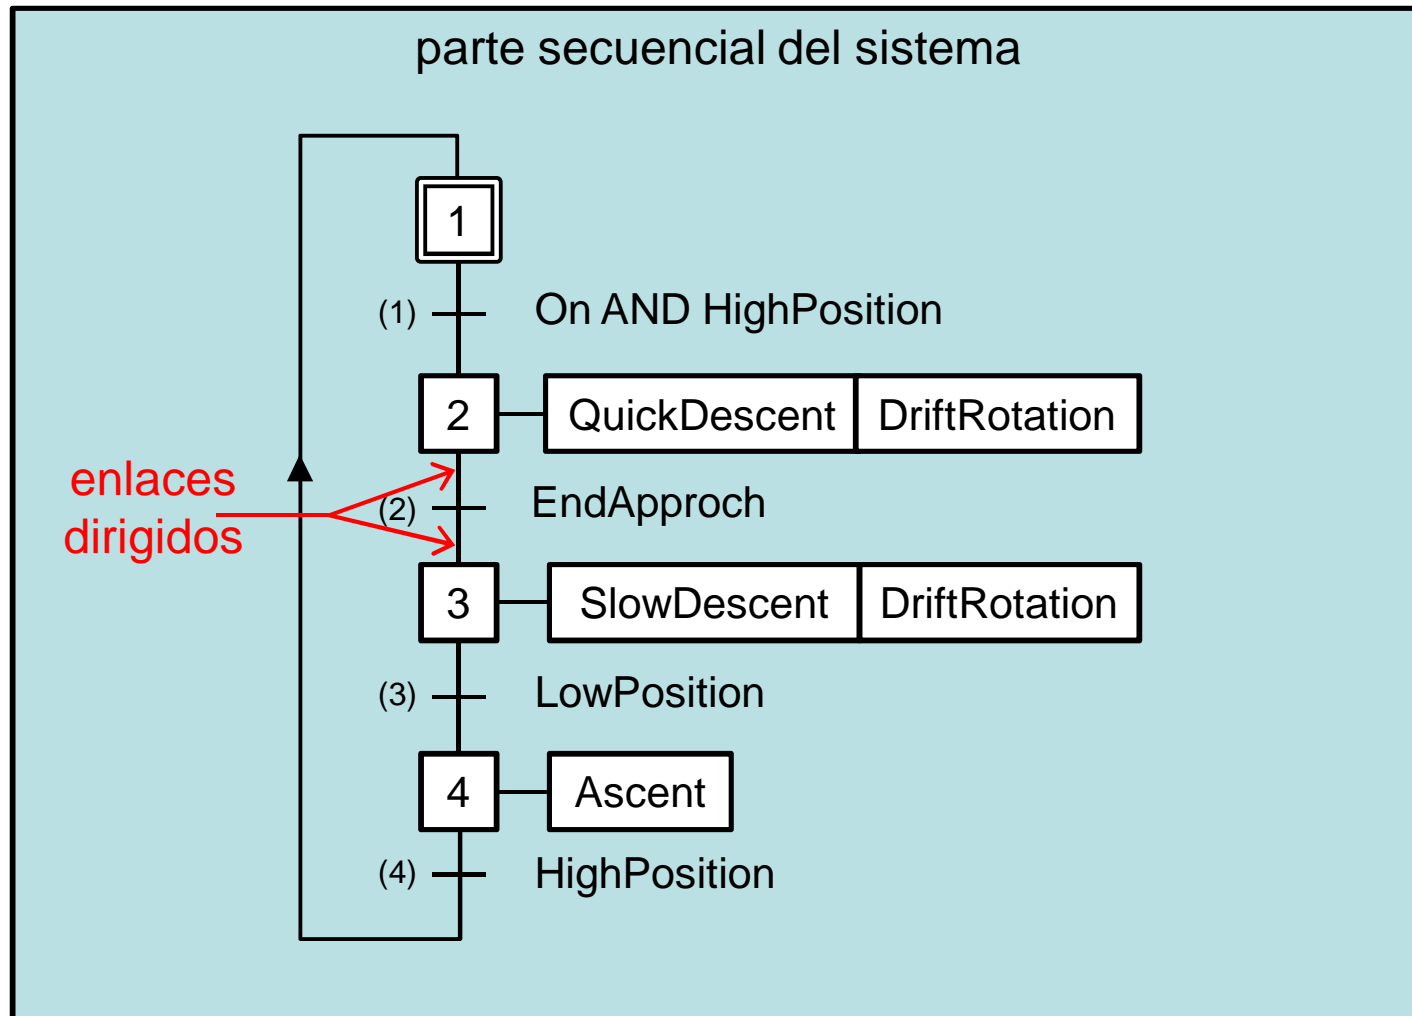 parte secuencial del sistema
1
(1) On AND HighPosition
2 QuickDescent DriftRotation
enlaces
dirigidos
(2) EndApproch
3 SlowDescent DriftRotation
(3) LowPosition
4 Ascent
(4) HighPosition